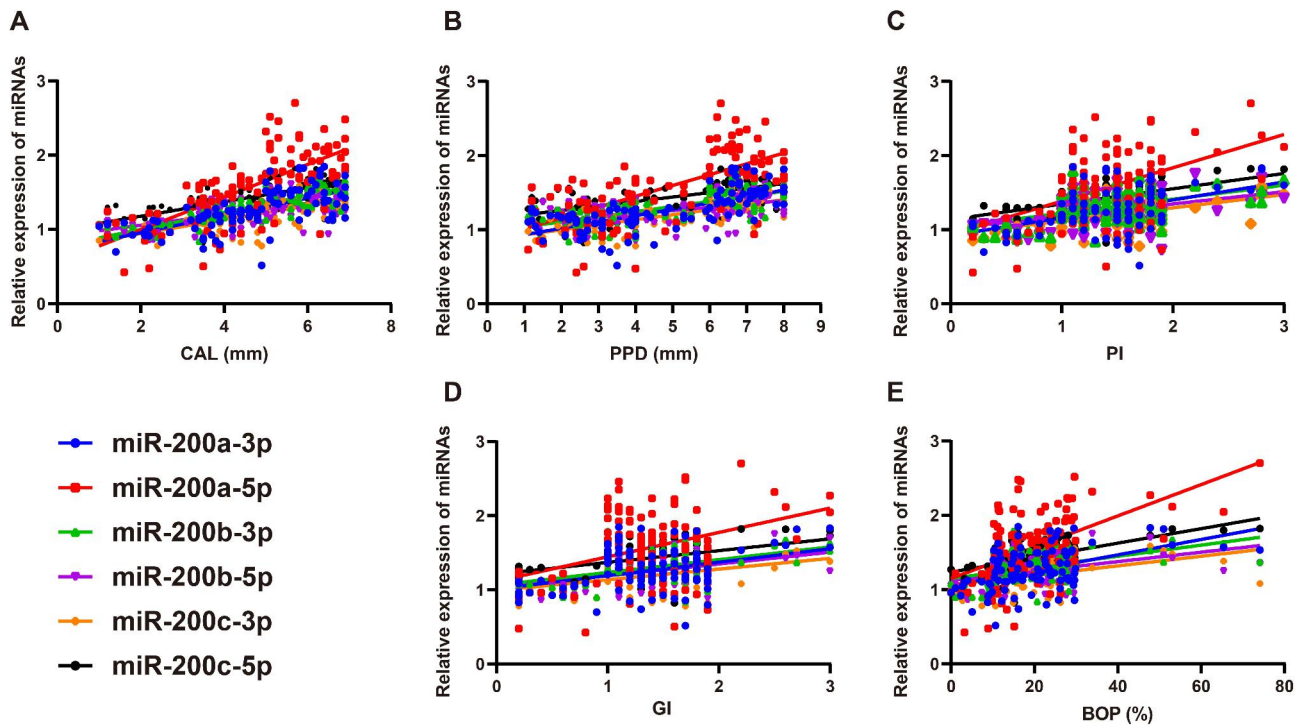 A
Relative expression of miRNAs
3
2
1
0
0 2 4 6 8
CAL (mm)
B
Relative expression of miRNAs
3
2
1
0
0 1 2 3 4 5 6 7 8 9
PPD (mm)
C
Relative expression of miRNAs
3
2
1
0
0 1 2 3
PI
miR-200a-3p
miR-200a-5p
miR-200b-3p
miR-200b-5p
miR-200c-3p
miR-200c-5p
D
Relative expression of miRNAs
3
2
1
0
0 1 2 3
GI
E
Relative expression of miRNAs
3
2
1
0
0 20 40 60 80
BOP (%)